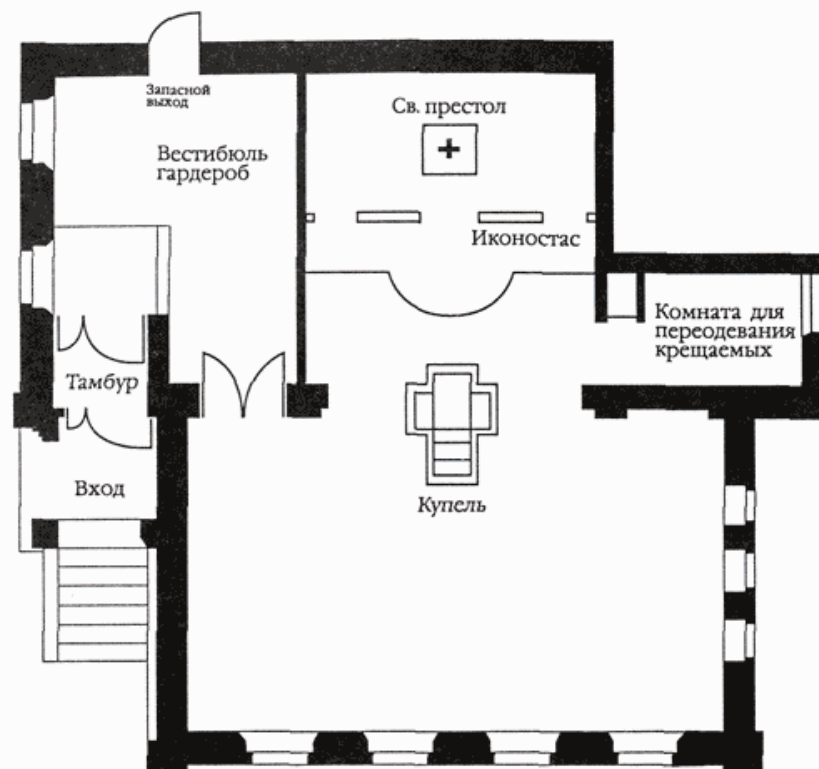 Запасной
выход
Св. престол
Вестибюль
гардероб
Иконостас
Комната для
переодевания
крещаемых
Тамбур
Вход
Купель